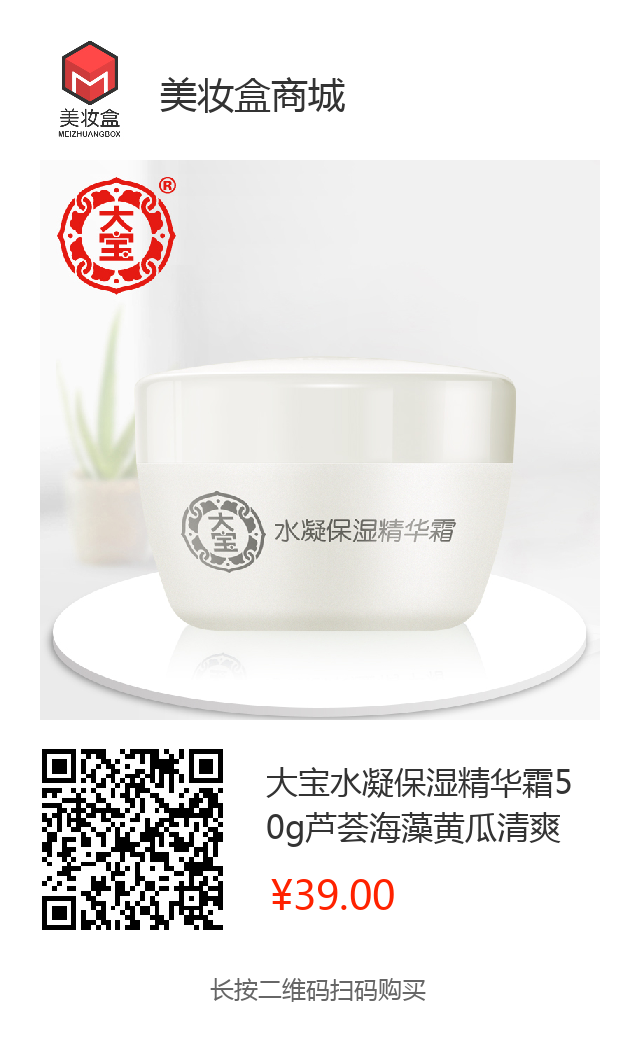 美妆盒
MEIZHUANGBOX
美妆盒商城
大宝
®
大宝
水凝保湿精华霜
大宝水凝保湿精华霜5
0g芦荟海藻黄瓜清爽
¥39.00
长按二维码扫码购买